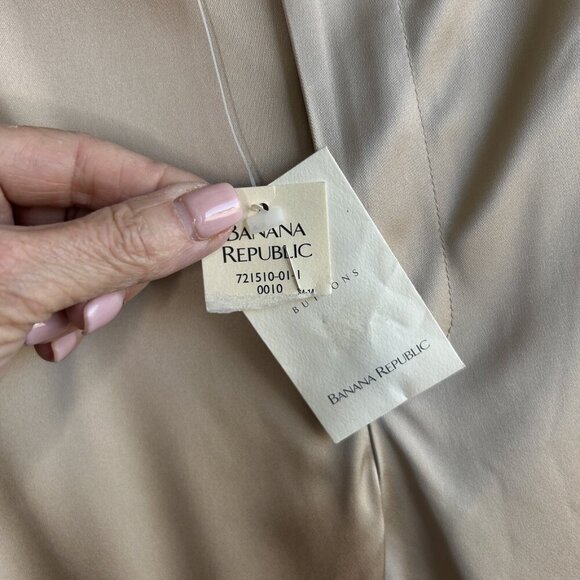 BANANA
REPUBLIC
721510-01-1
0010
BUTTONS
BANANA REPUBLIC